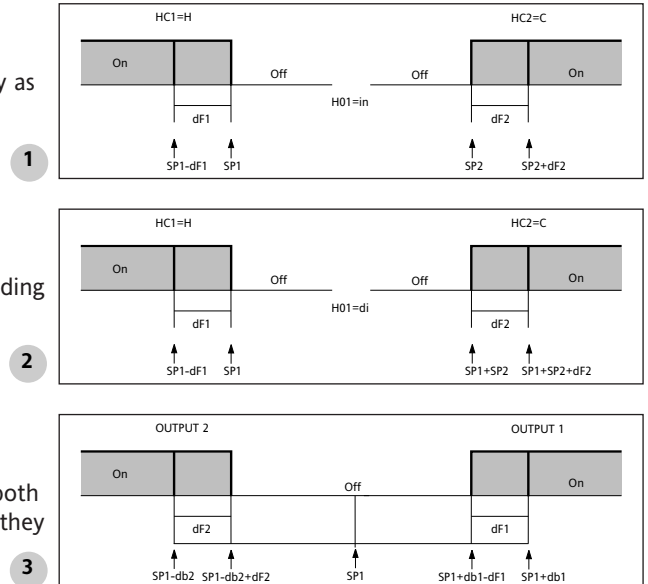 HC1=H HC2=C
On Off Off On
H01=in
dF1 dF2
y as
1
SP1-dF1 SP1 SP2 SP2+dF2
HC1=H HC2=C
On Off Off On
ding
H01=di
dF1 dF2
2
SP1-dF1 SP1 SP1+SP2 SP1+SP2+dF2
OUTPUT 2 OUTPUT 1
On Off On
both
they
dF2 dF1
3
SP1-db2 SP1-db2+dF2 SP1 SP1+db1-dF1 SP1+db1